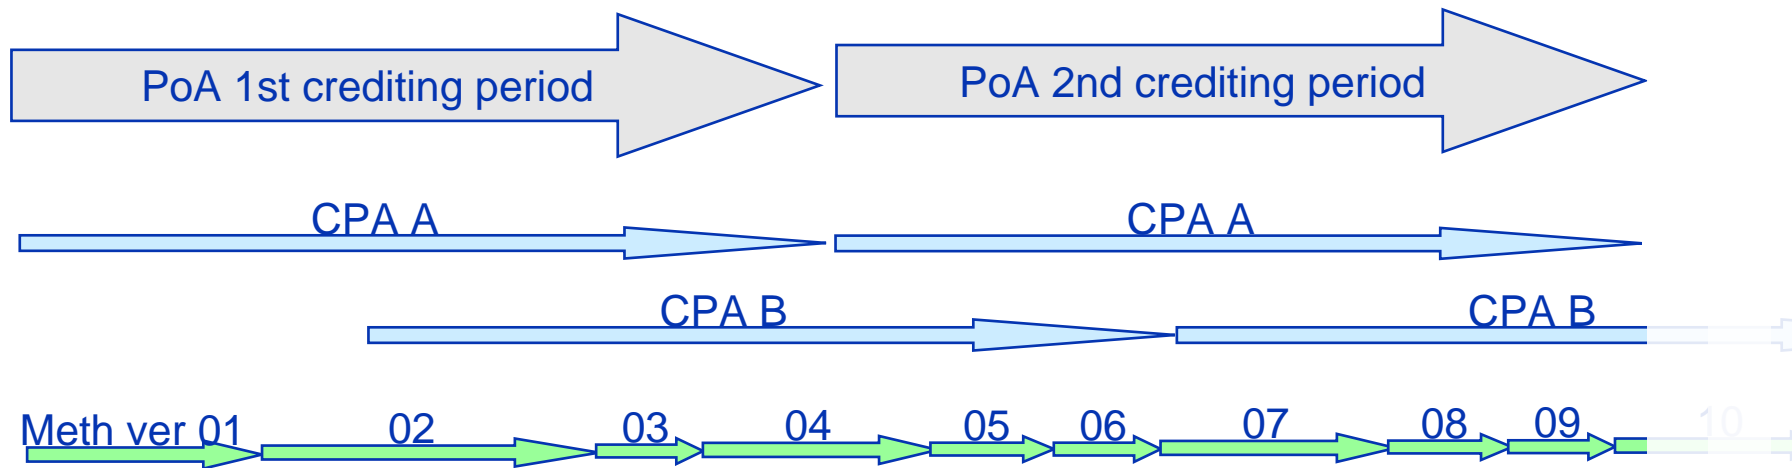 PoA 1st crediting period
PoA 2nd crediting period
CPA A
CPA A
CPA B
CPA B
Meth ver 01
02
03
04
05
06
07
08
09
10